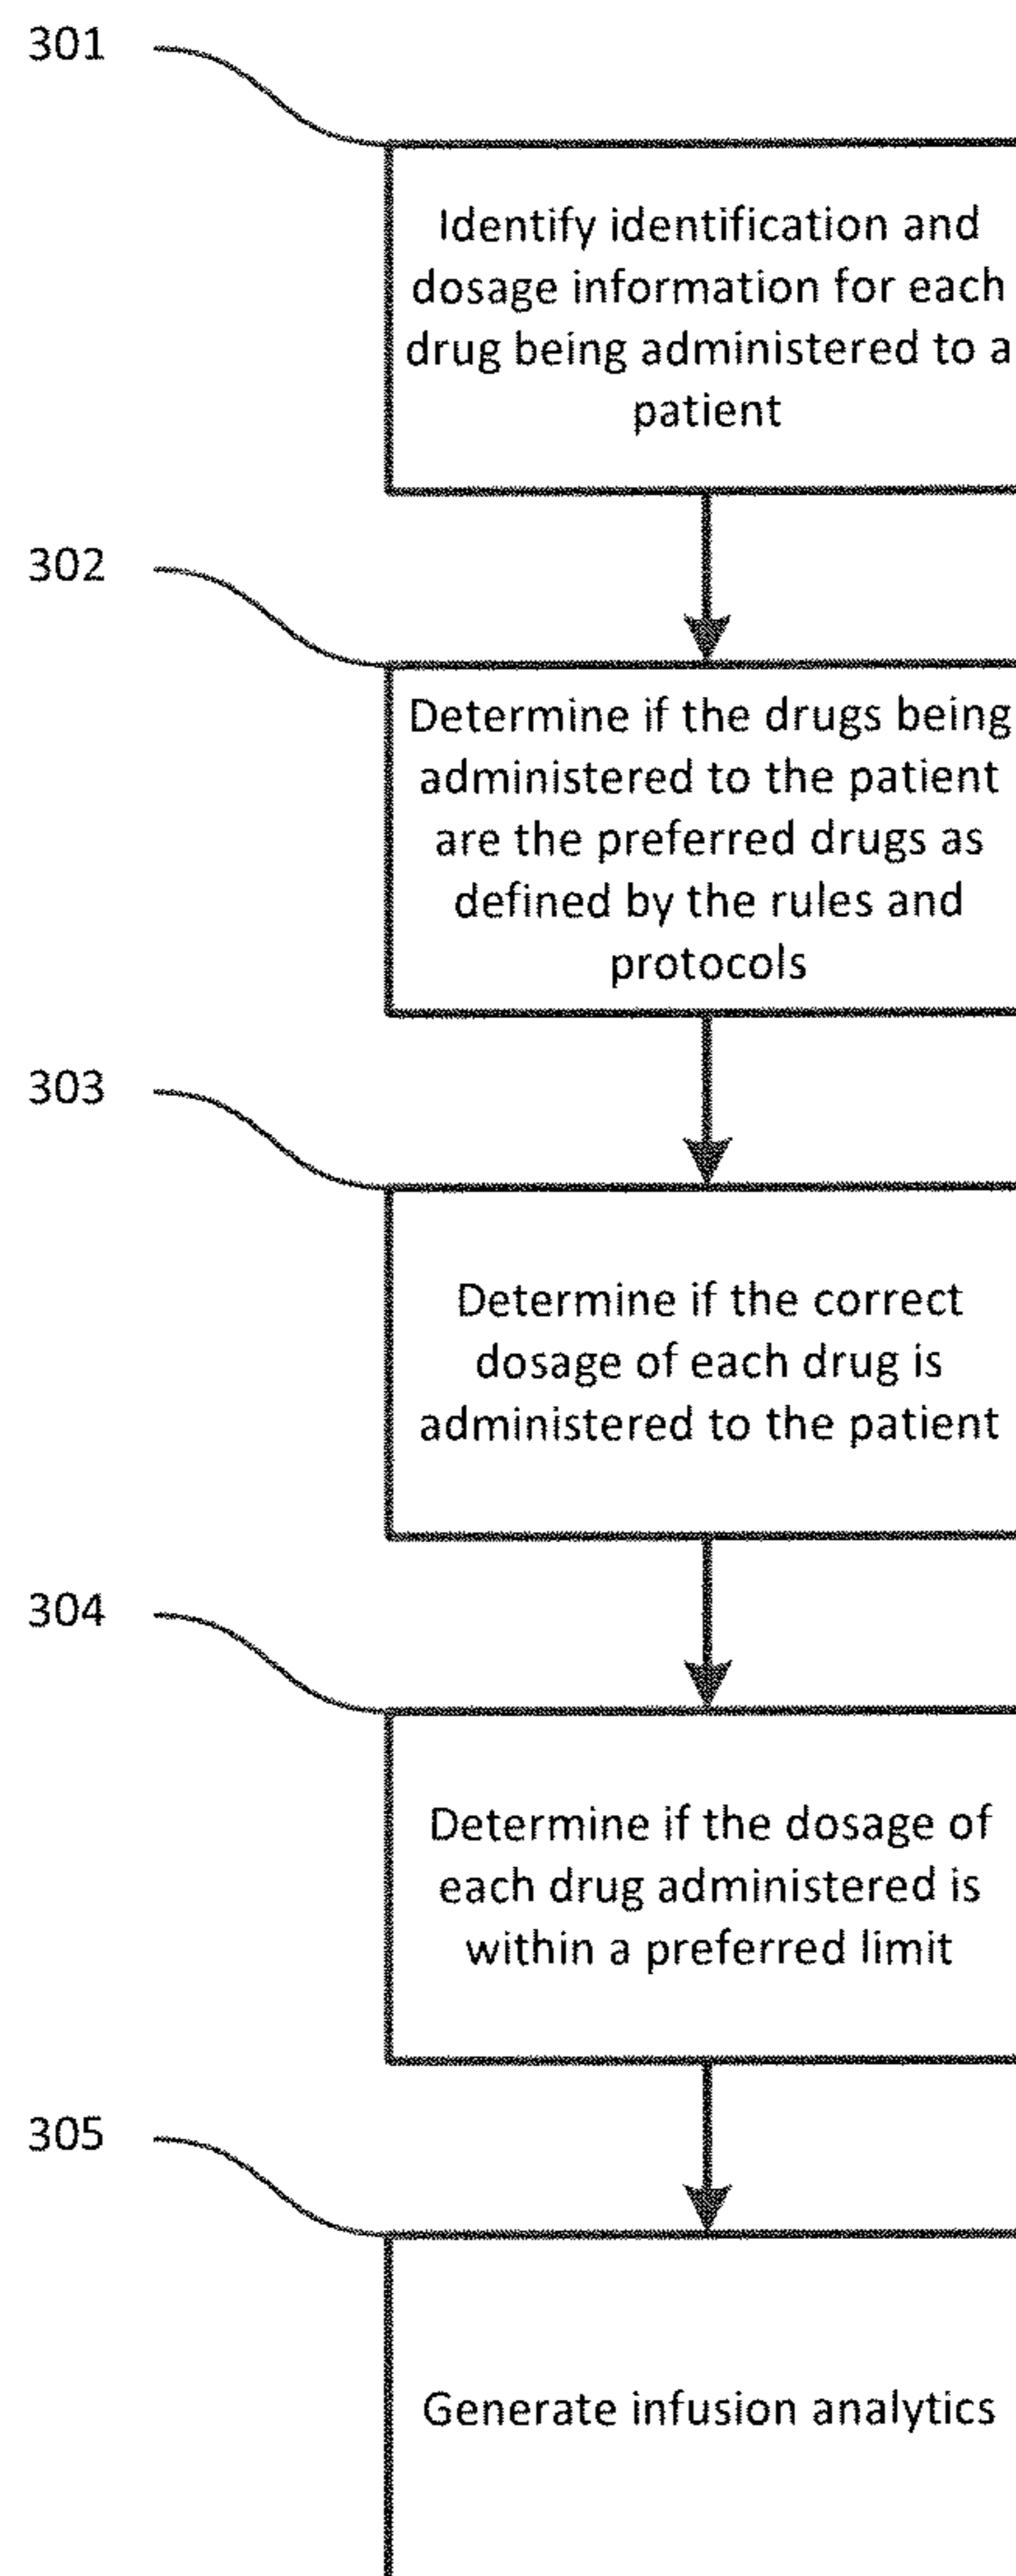 301
Identify identification and
dosage information for each
drug being administered to a
patient
302
Determine if the drugs being
administered to the patient
are the preferred drugs as
defined by the rules and
protocols
303
Determine if the correct
dosage of each drug is
administered to the patient
304
Determine if the dosage of
each drug administered is
within a preferred limit
305
Generate infusion analytics